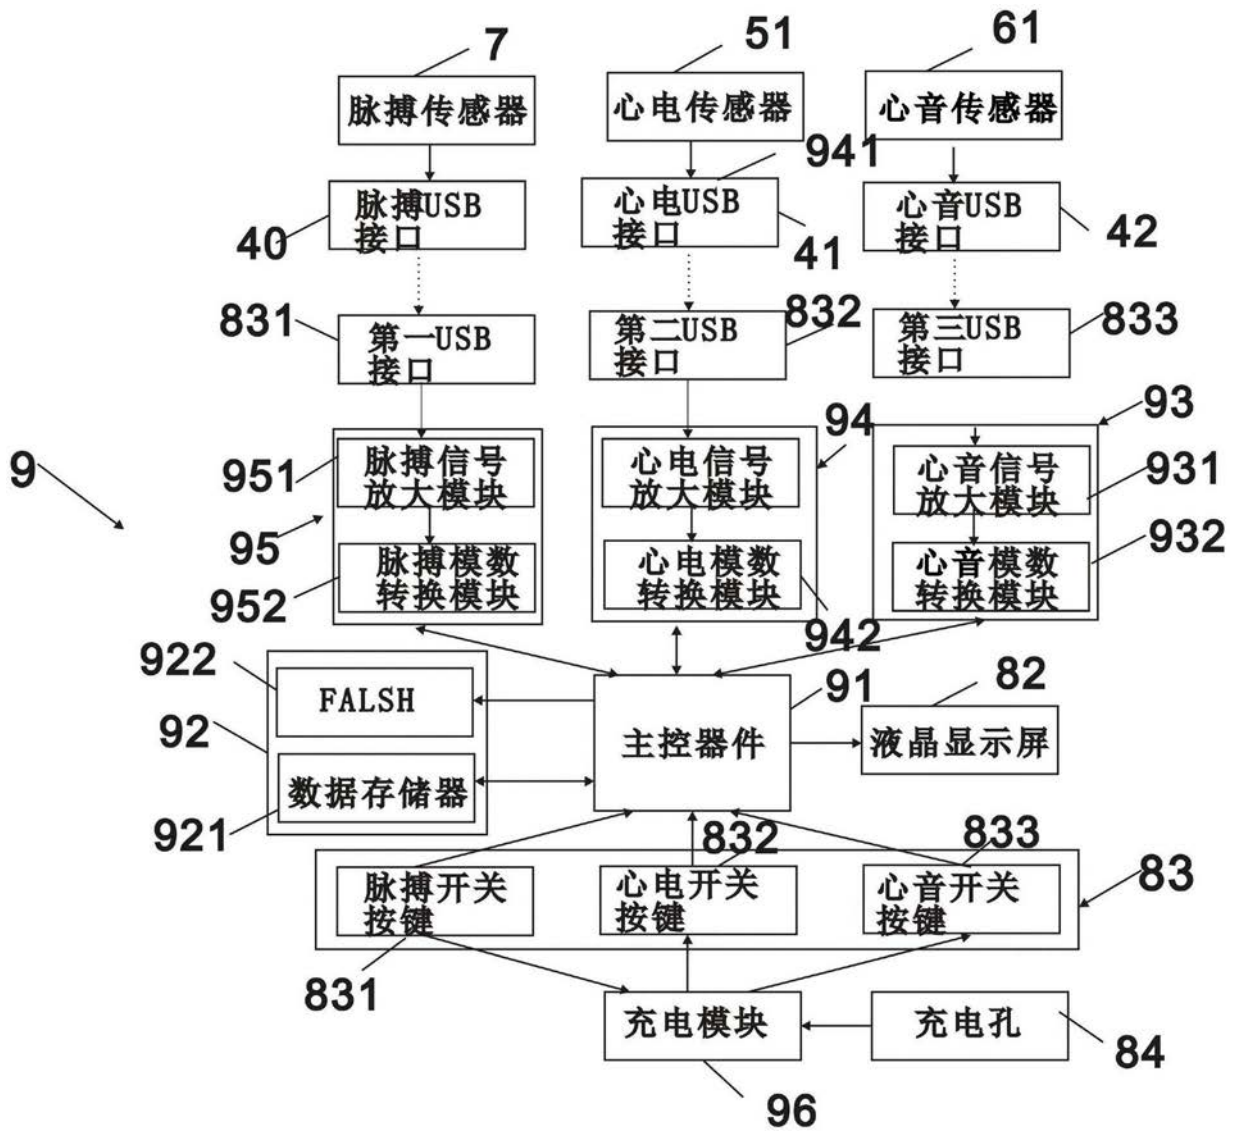 7
51
61
脉搏传感器
心电传感器
心音传感器
941
脉搏USB
接口
心电USB
接口
心音USB
接口
40
41
42
831
832
833
第一USB
接口
第二USB
接口
第三USB
接口
93
94
9
951
脉搏信号
放大模块
心电信号
放大模块
心音信号
放大模块
931
95
952
脉搏模数
转换模块
心电模数
转换模块
心音模数
转换模块
932
942
922
FALSH
91
82
92
主控器件
液晶显示屏
数据存储器
921
832
833
脉搏开关
按键
心电开关
按键
心音开关
按键
83
831
充电模块
充电孔
84
96